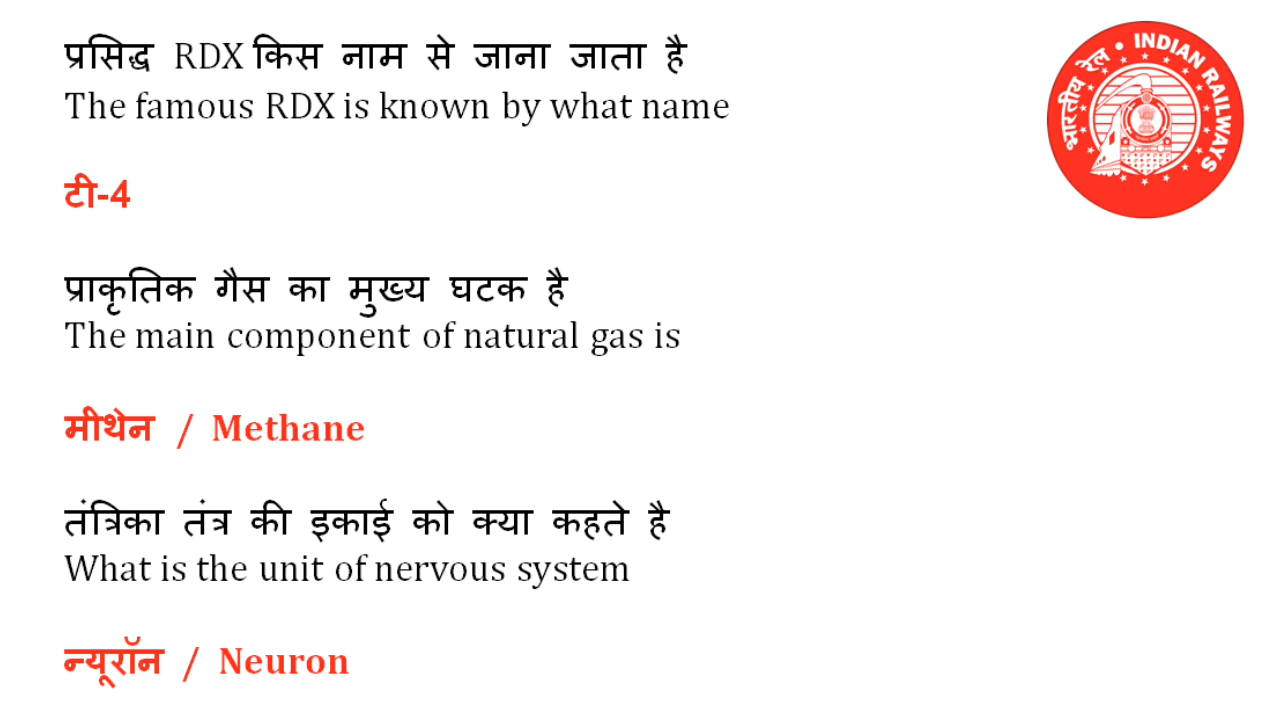 प्रसिद्ध RDX किस नाम से जाना जाता है
The famous RDX is known by what name
टी-4
प्राकृतिक गैस का मुख्य घटक है
The main component of natural gas is
मीथेन / Methane
तंत्रिका तंत्र की इकाई को क्या कहते है
What is the unit of nervous system
न्यूरॉन / Neuron
भारतीय रेल • INDIAN RAILWAYS